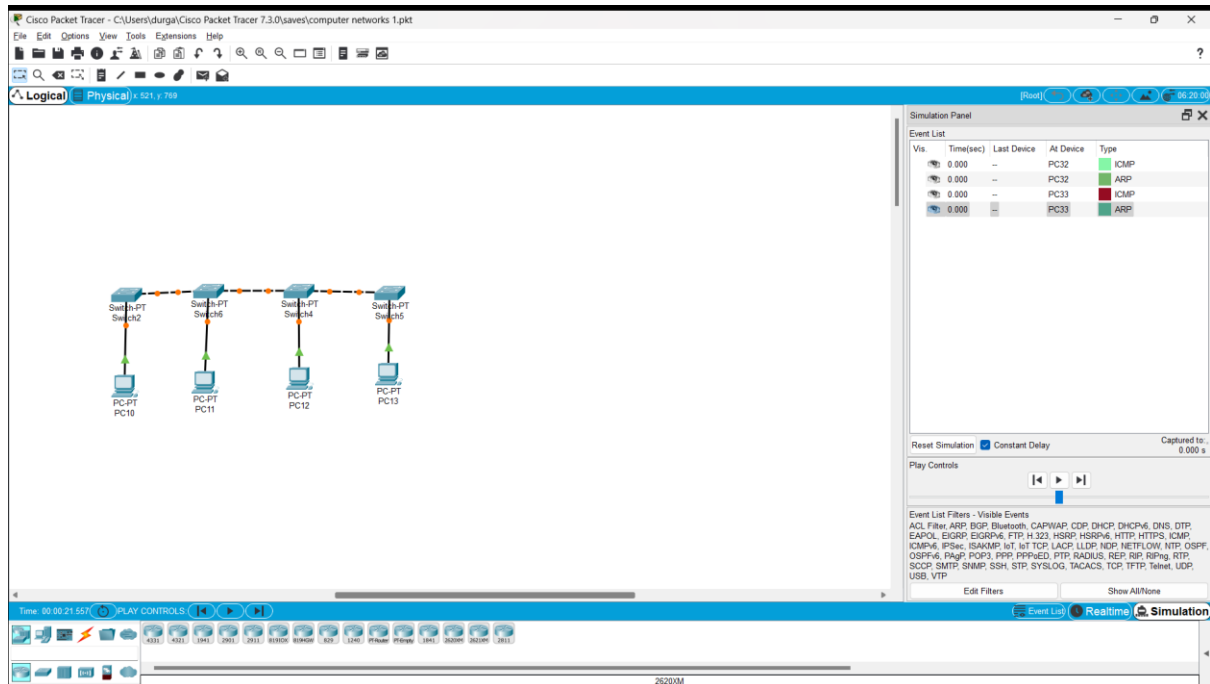 Cisco Packet Tracer - C:\Users\durga\Cisco Packet Tracer 7.3.0\saves\computer networks 1.pkt
File Edit Options View Tools Extensions Help
?
Logical Physical x: 521, y: 769 [Root] 06:20:00
Simulation Panel
Event List
Vis. Time(sec) Last Device At Device Type
0.000 -- PC32 ICMP
0.000 -- PC32 ARP
0.000 -- PC33 ICMP
0.000 -- PC33 ARP
Switch-PT
Switch2
Switch-PT
Switch6
Switch-PT
Switch4
Switch-PT
Switch5
PC-PT
PC10
PC-PT
PC11
PC-PT
PC12
PC-PT
PC13
Reset Simulation Constant Delay Captured to:
0.000 s
Play Controls
Event List Filters - Visible Events
ACL Filter, ARP, BGP, Bluetooth, CAPWAP, CDP, DHCP, DHCPv6, DNS, DTP,
EAPOL, EIGRP, EIGRPv6, FTP, H.323, HSRP, HSRPv6, HTTP, HTTPS, ICMP,
ICMPv6, IPSec, ISAKMP, IoT, IoT TCP, LACP, LLDP, NDP, NETFLOW, NTP, OSPF,
OSPFv6, PAgP, POP3, PPP, PPPoED, PTP, RADIUS, REP, RIP, RIPng, RTP,
SCCP, SMTP, SNMP, SSH, STP, SYSLOG, TACACS, TCP, TFTP, Telnet, UDP,
USB, VTP
Edit Filters Show All/None
Time: 00:00:21.557 PLAY CONTROLS: Event List Realtime Simulation
4331 4321 1941 2901 2911 819IOX 819HGW 829 1240 PT-Router PT-Empty 1841 2620XM 2621XM 2811
2620XM